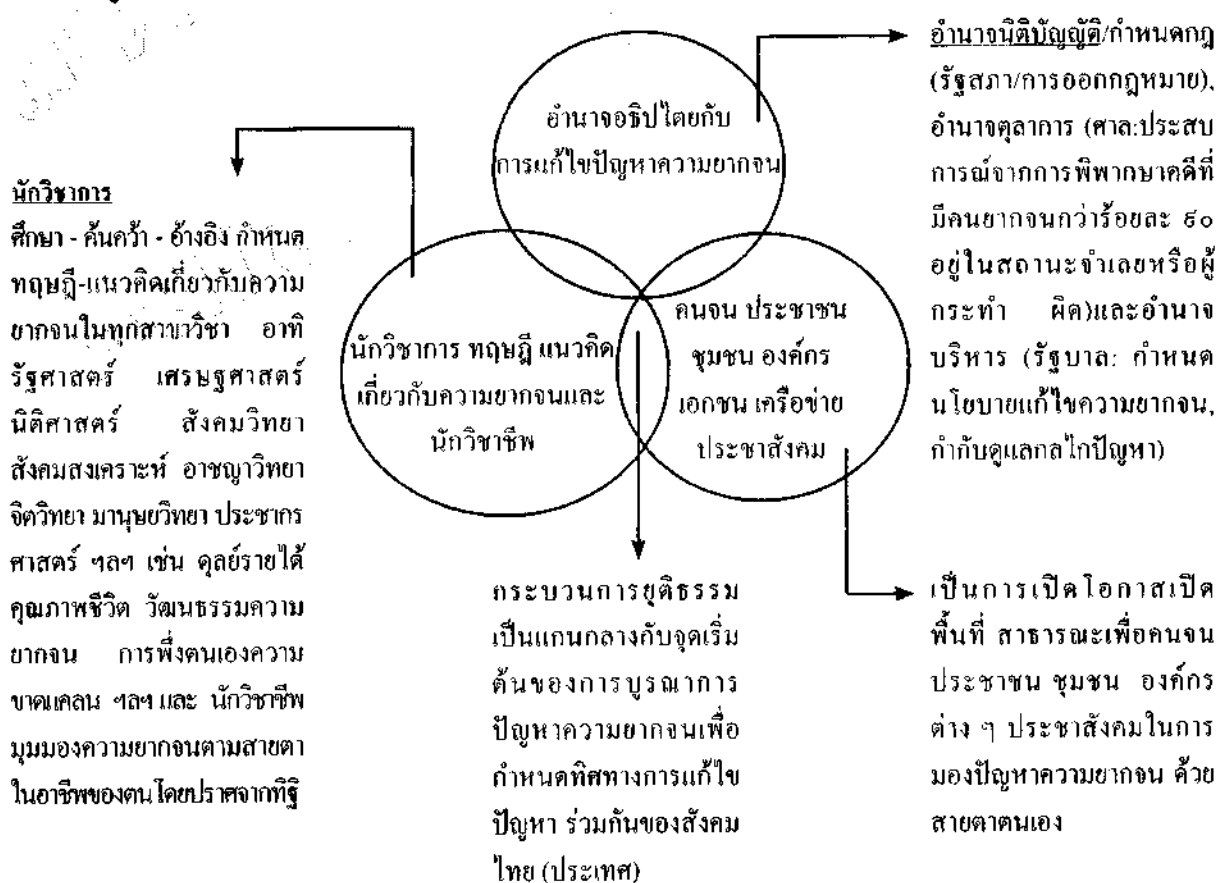 อำนาจอธิปไตยกับ
การแก้ไขปัญหาความยากจน
อำนาจนิติบัญญัติ/กำหนดกฎ
(รัฐสภา/การออกกฎหมาย),
อำนาจตุลาการ (ศาล:ประสบ
การณ์จากการพิพากษาคดีที่
มีคนยากจนกว่าร้อยละ ๙๐
อยู่ในสถานะจำเลยหรือผู้
กระทำ ผิด)และอำนาจ
บริหาร (รัฐบาล: กำหนด
นโยบายแก้ไขความยากจน,
กำกับดูแลกลไกปัญหา)
นักวิชาการ
ศึกษา - ค้นคว้า - อ้างอิง กำหนด
ทฤษฎี-แนวคิดเกี่ยวกับความ
ยากจนในทุกสาขาวิชา อาทิ
รัฐศาสตร์ เศรษฐศาสตร์
นิติศาสตร์ สังคมวิทยา
สังคมสงเคราะห์ อาชญาวิทยา
จิตวิทยา มานุษยวิทยา ประชากร
ศาสตร์ ฯลฯ เช่น ดุลย์รายได้
คุณภาพชีวิต วัฒนธรรมความ
ยากจน การพึ่งตนเองความ
ขาดแคลน ฯลฯ และ นักวิชาชีพ
มุมมองความยากจนตามสายตา
ในอาชีพของตน โดยปราศจากทิฐิ
นักวิชาการ ทฤษฎี แนวคิด
เกี่ยวกับความยากจนและ
นักวิชาชีพ
คนจน ประชาชน
ชุมชน องค์กร
เอกชน เครือข่าย
ประชาสังคม
กระบวนการยุติธรรม
เป็นแกนกลางกับจุดเริ่ม
ต้นของการบูรณาการ
ปัญหาความยากจนเพื่อ
กำหนดทิศทางการแก้ไข
ปัญหา ร่วมกันของสังคม
ไทย (ประเทศ)
เป็นการเปิดโอกาสเปิด
พื้นที่ สาธารณะเพื่อคนจน
ประชาชน ชุมชน องค์กร
ต่าง ๆ ประชาสังคมในการ
มองปัญหาความยากจน ด้วย
สายตาตนเอง